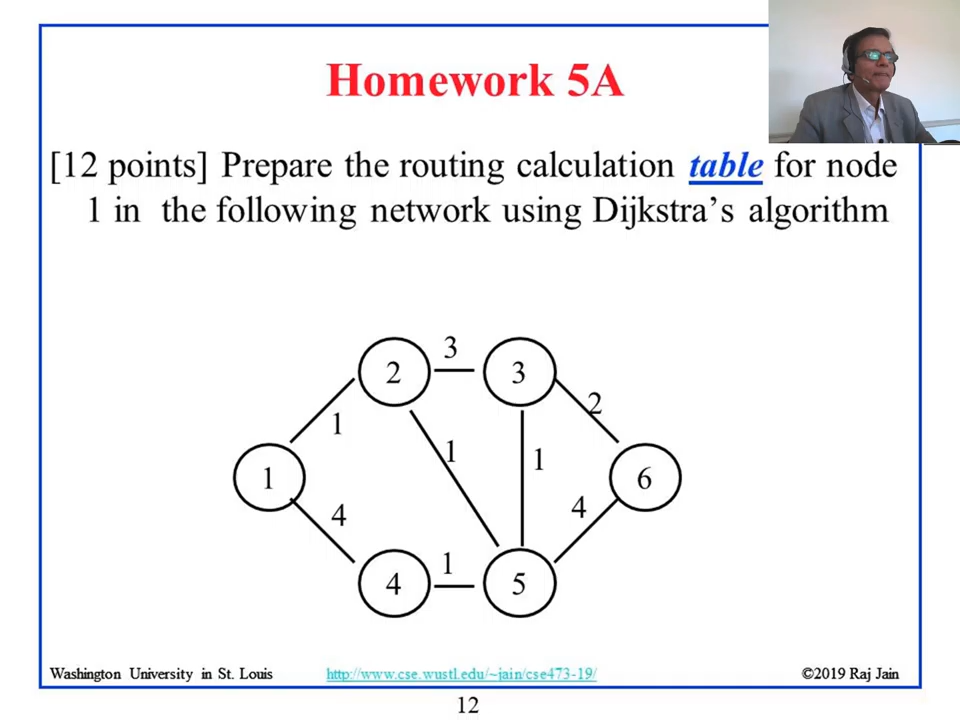 Homework 5A
[12 points] Prepare the routing calculation table for node
1 in the following network using Dijkstra's algorithm
3
2
3
2
1
1
1
1
6
4
4
1
4
5
Washington University in St. Louis
http://www.cse.wustl.edu/~jain/cse473-19/
©2019 Raj Jain
12